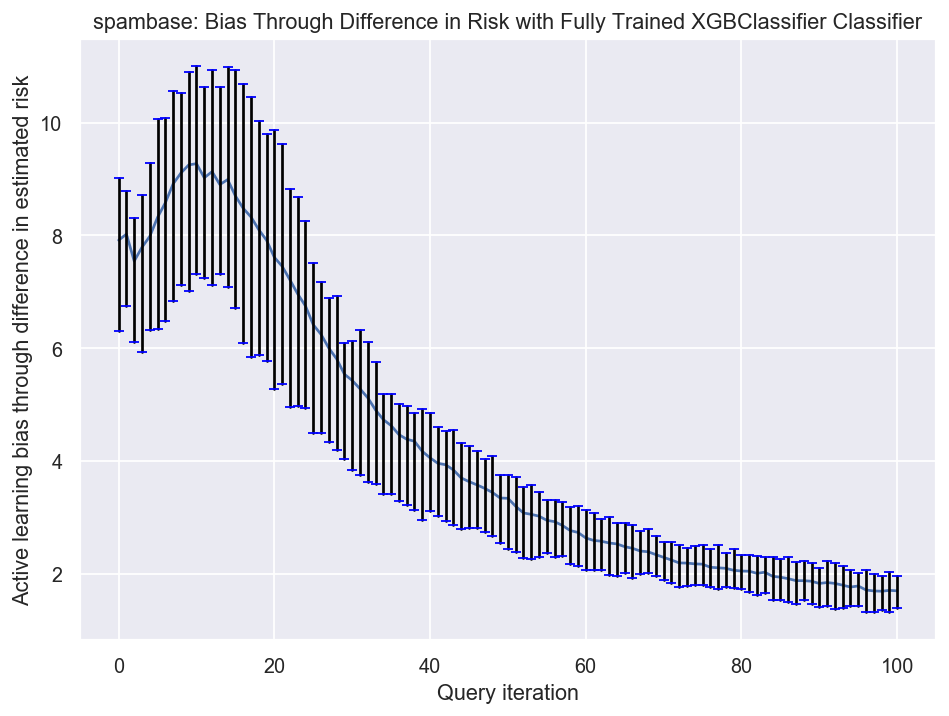 spambase: Bias Through Difference in Risk with Fully Trained XGBClassifier Classifier
Active learning bias through difference in estimated risk
10
8
6
4
2
0 20 40 60 80 100
Query iteration